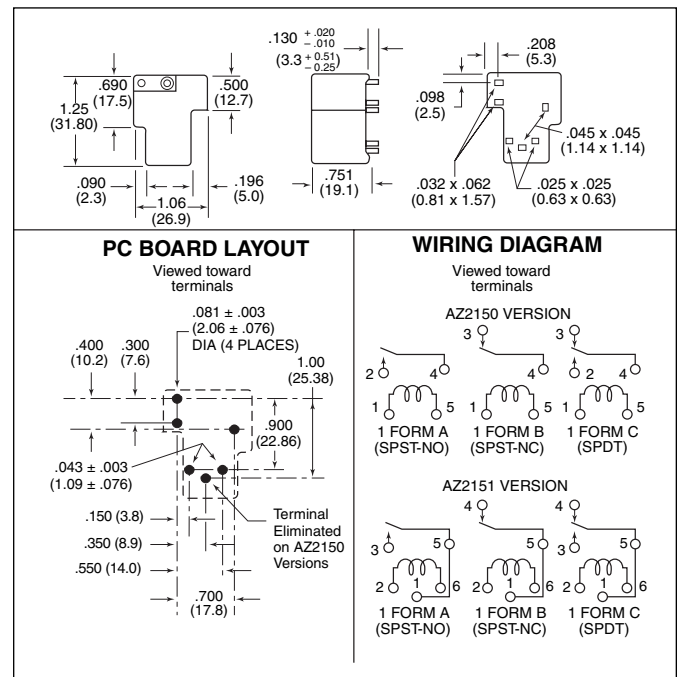 .690
(17.5)
1.25
(31.80)
.500
(12.7)
.090
(2.3)
1.06
(26.9)
.196
(5.0)
.130 + .020 - .010
(3.3 + 0.51 - 0.25)
.751
(19.1)
.208
(5.3)
.098
(2.5)
.045 x .045
(1.14 x 1.14)
.032 x .062
(0.81 x 1.57)
.025 x .025
(0.63 x 0.63)
PC BOARD LAYOUT
Viewed toward
terminals
.081 ± .003
(2.06 ± .076)
DIA (4 PLACES)
.400
(10.2)
.300
(7.6)
1.00
(25.38)
.900
(22.86)
.043 ± .003
(1.09 ± .076)
.150 (3.8)
.350 (8.9)
.550 (14.0)
.700
(17.8)
Terminal
Eliminated
on AZ2150
Versions
WIRING DIAGRAM
Viewed toward
terminals
AZ2150 VERSION
2 4
1 5
1 FORM A
(SPST-NO)
3
4
1 5
1 FORM B
(SPST-NC)
3
2 4
1 5
1 FORM C
(SPDT)
AZ2151 VERSION
3 5
2 1 6
1 FORM A
(SPST-NO)
4
5
2 1 6
1 FORM B
(SPST-NC)
4
3 5
2 1 6
1 FORM C
(SPDT)